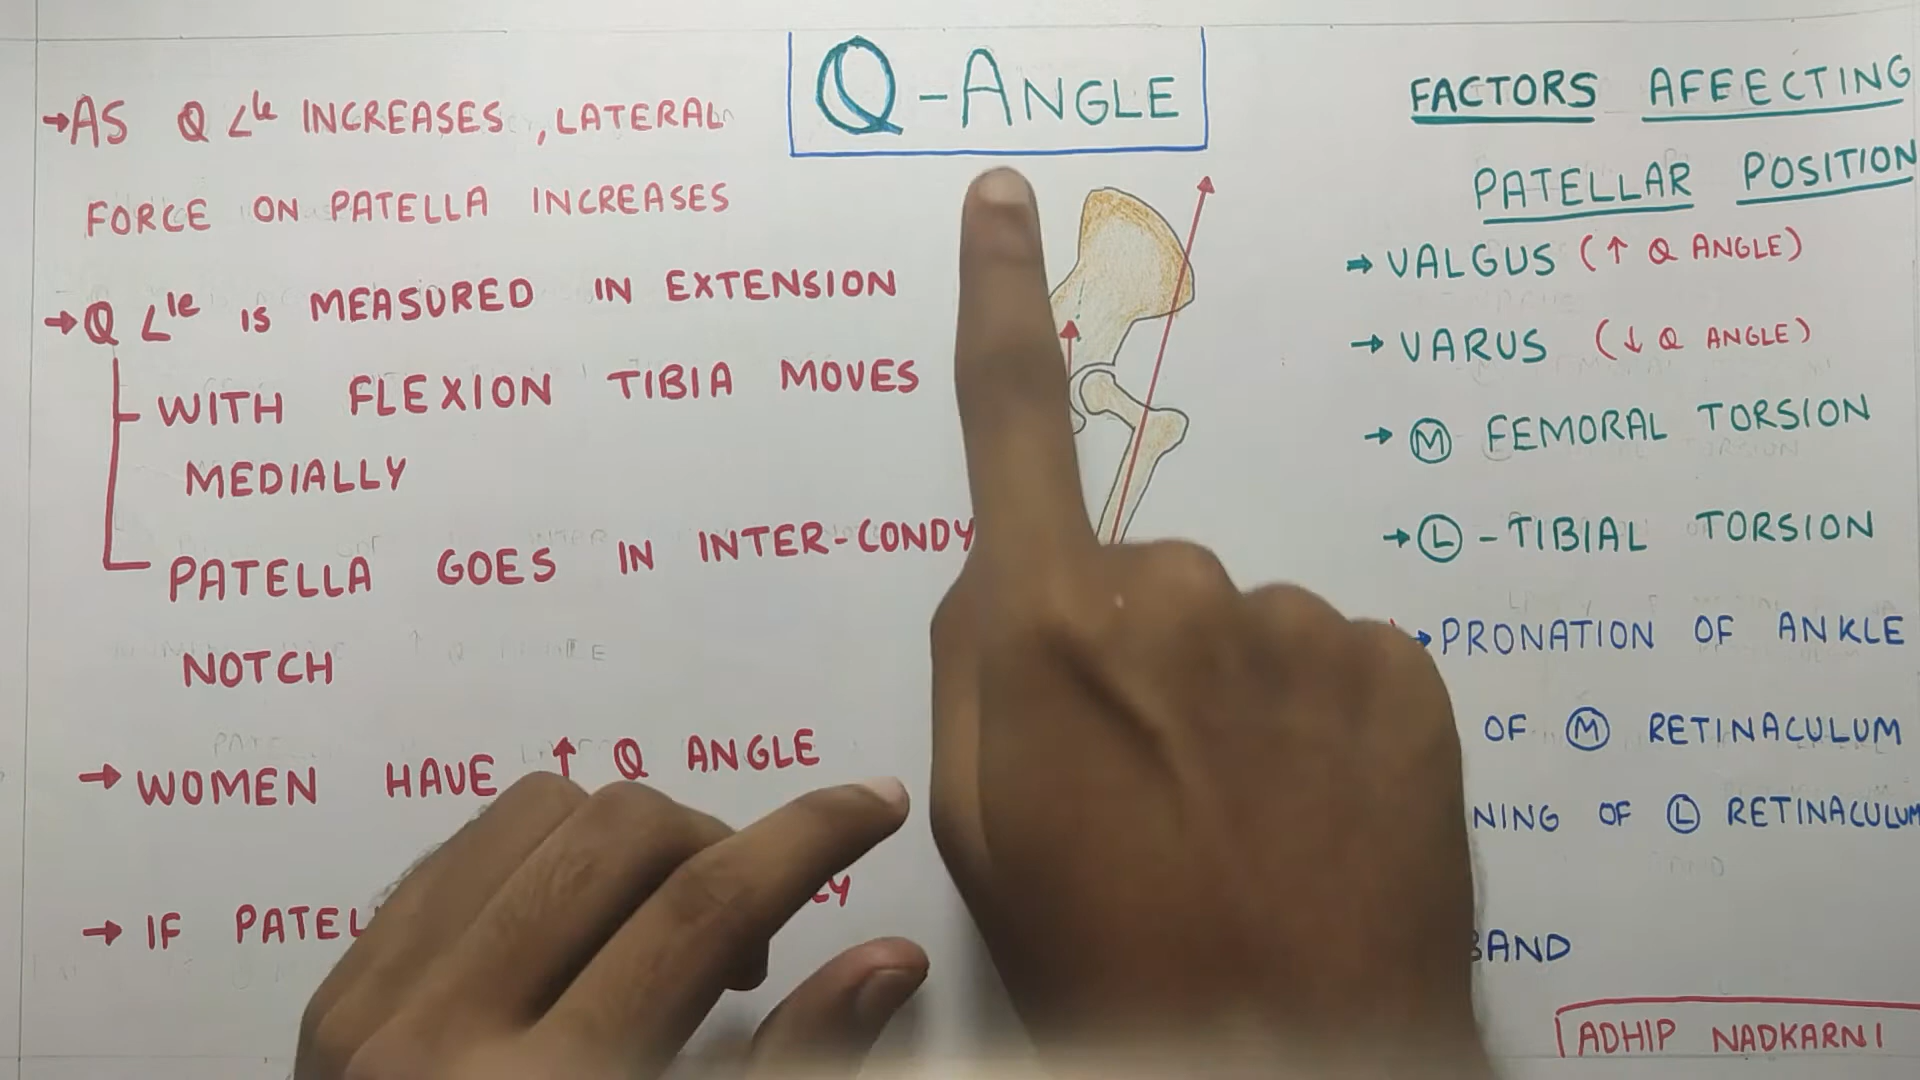 Q-ANGLE
→AS Q ∠le INCREASES, LATERAL
FORCE ON PATELLA INCREASES
→Q ∠le IS MEASURED IN EXTENSION
WITH FLEXION TIBIA MOVES
MEDIALLY
PATELLA GOES IN INTER-CONDY
NOTCH
→ WOMEN HAVE ↑ Q ANGLE
→ IF PATEL
FACTORS AFEECTING
PATELLAR POSITION
→ VALGUS (↑ Q ANGLE)
→ VARUS (↓ Q ANGLE)
→ Ⓜ FEMORAL TORSION
→ Ⓛ-TIBIAL TORSION
→ PRONATION OF ANKLE
OF Ⓜ RETINACULUM
NING OF Ⓛ RETINACULUM
BAND
ADHIP NADKARNI